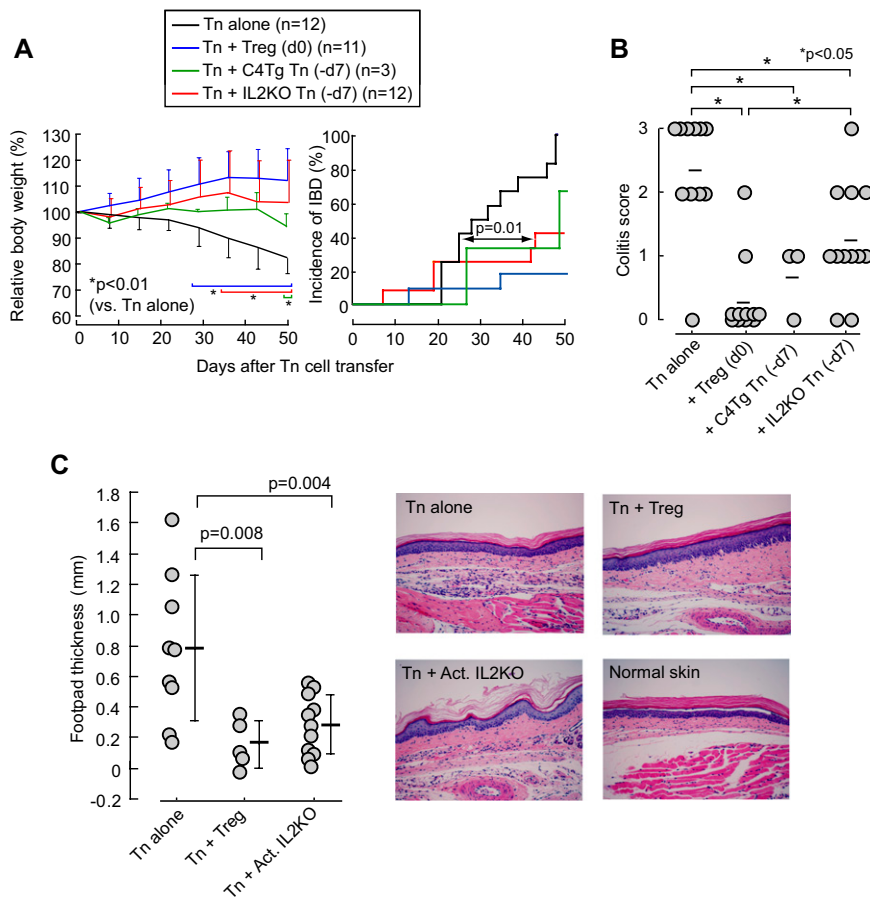 Tn alone (n=12)
Tn + Treg (d0) (n=11)
Tn + C4Tg Tn (-d7) (n=3)
Tn + IL2KO Tn (-d7) (n=12)
A
Relative body weight (%)
130
120
110
100
90
80
70
60
*p<0.01
(vs. Tn alone)
*
*
*
0
10
20
30
40
50
Incidence of IBD (%)
100
80
60
40
20
0
p=0.01
0
10
20
30
40
50
Days after Tn cell transfer
B
*p<0.05
*
*
*
*
Colitis score
3
2
1
0
Tn alone
+ Treg (d0)
+ C4Tg Tn (-d7)
+ IL2KO Tn (-d7)
C
Footpad thickness (mm)
1.8
1.6
1.4
1.2
1.0
0.8
0.6
0.4
0.2
0
-0.2
p=0.004
p=0.008
Tn alone
Tn + Treg
Tn + Act. IL2KO
Tn alone
Tn + Treg
Tn + Act. IL2KO
Normal skin